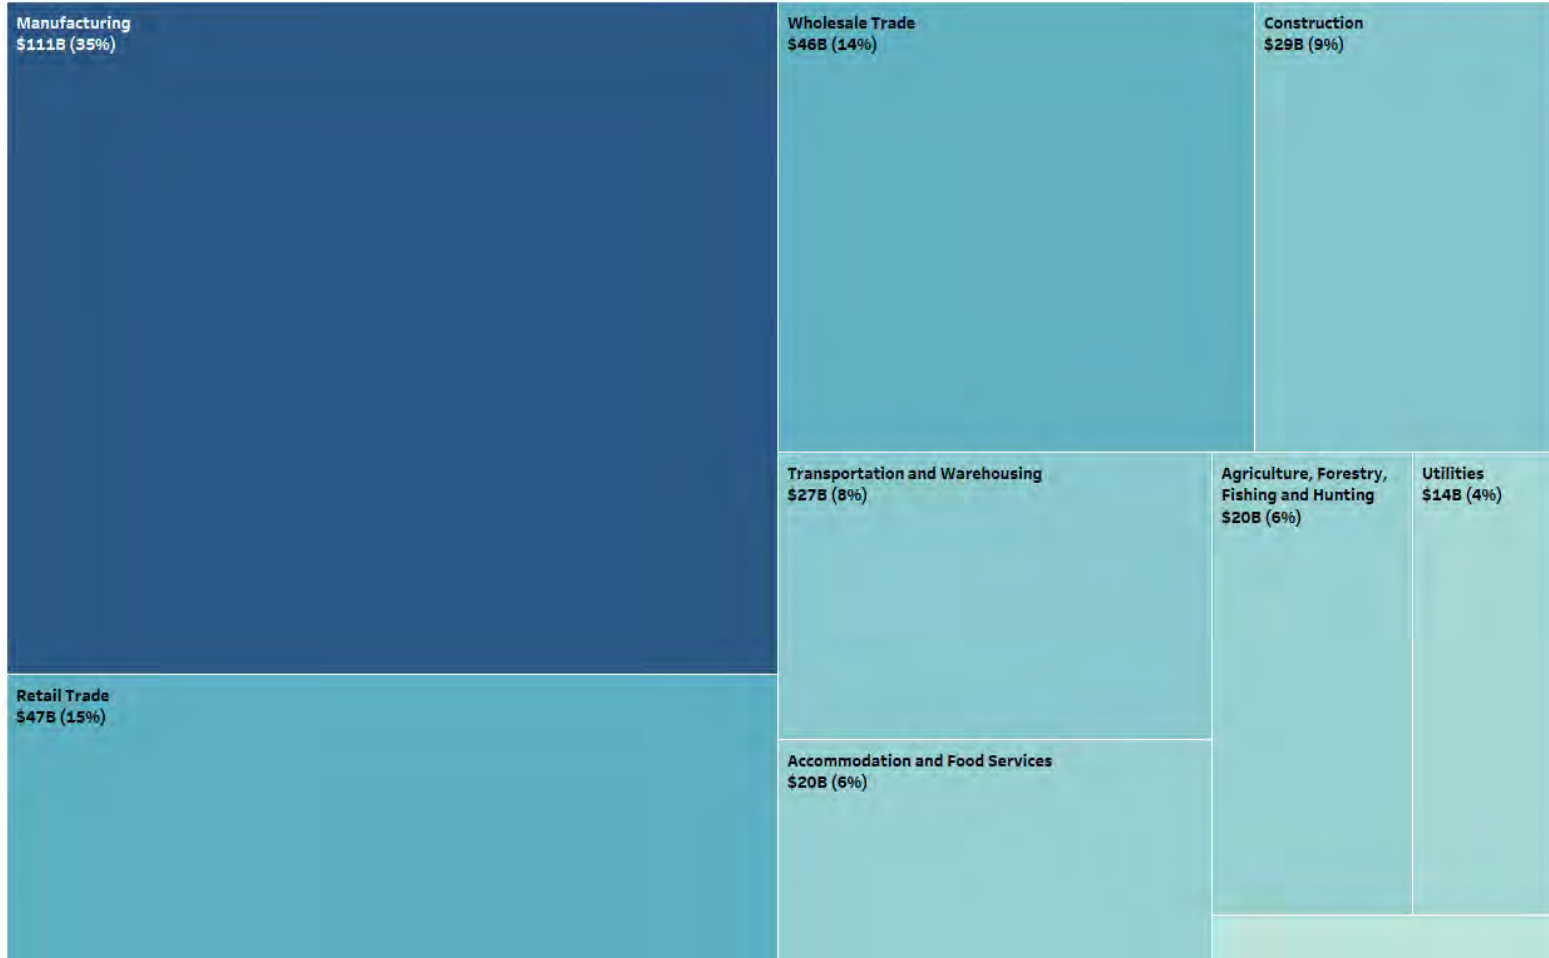 Manufacturing
$111B (35%)
Wholesale Trade
$46B (14%)
Construction
$29B (9%)
Transportation and Warehousing
$27B (8%)
Agriculture, Forestry,
Fishing and Hunting
$20B (6%)
Utilities
$14B (4%)
Retail Trade
$47B (15%)
Accommodation and Food Services
$20B (6%)